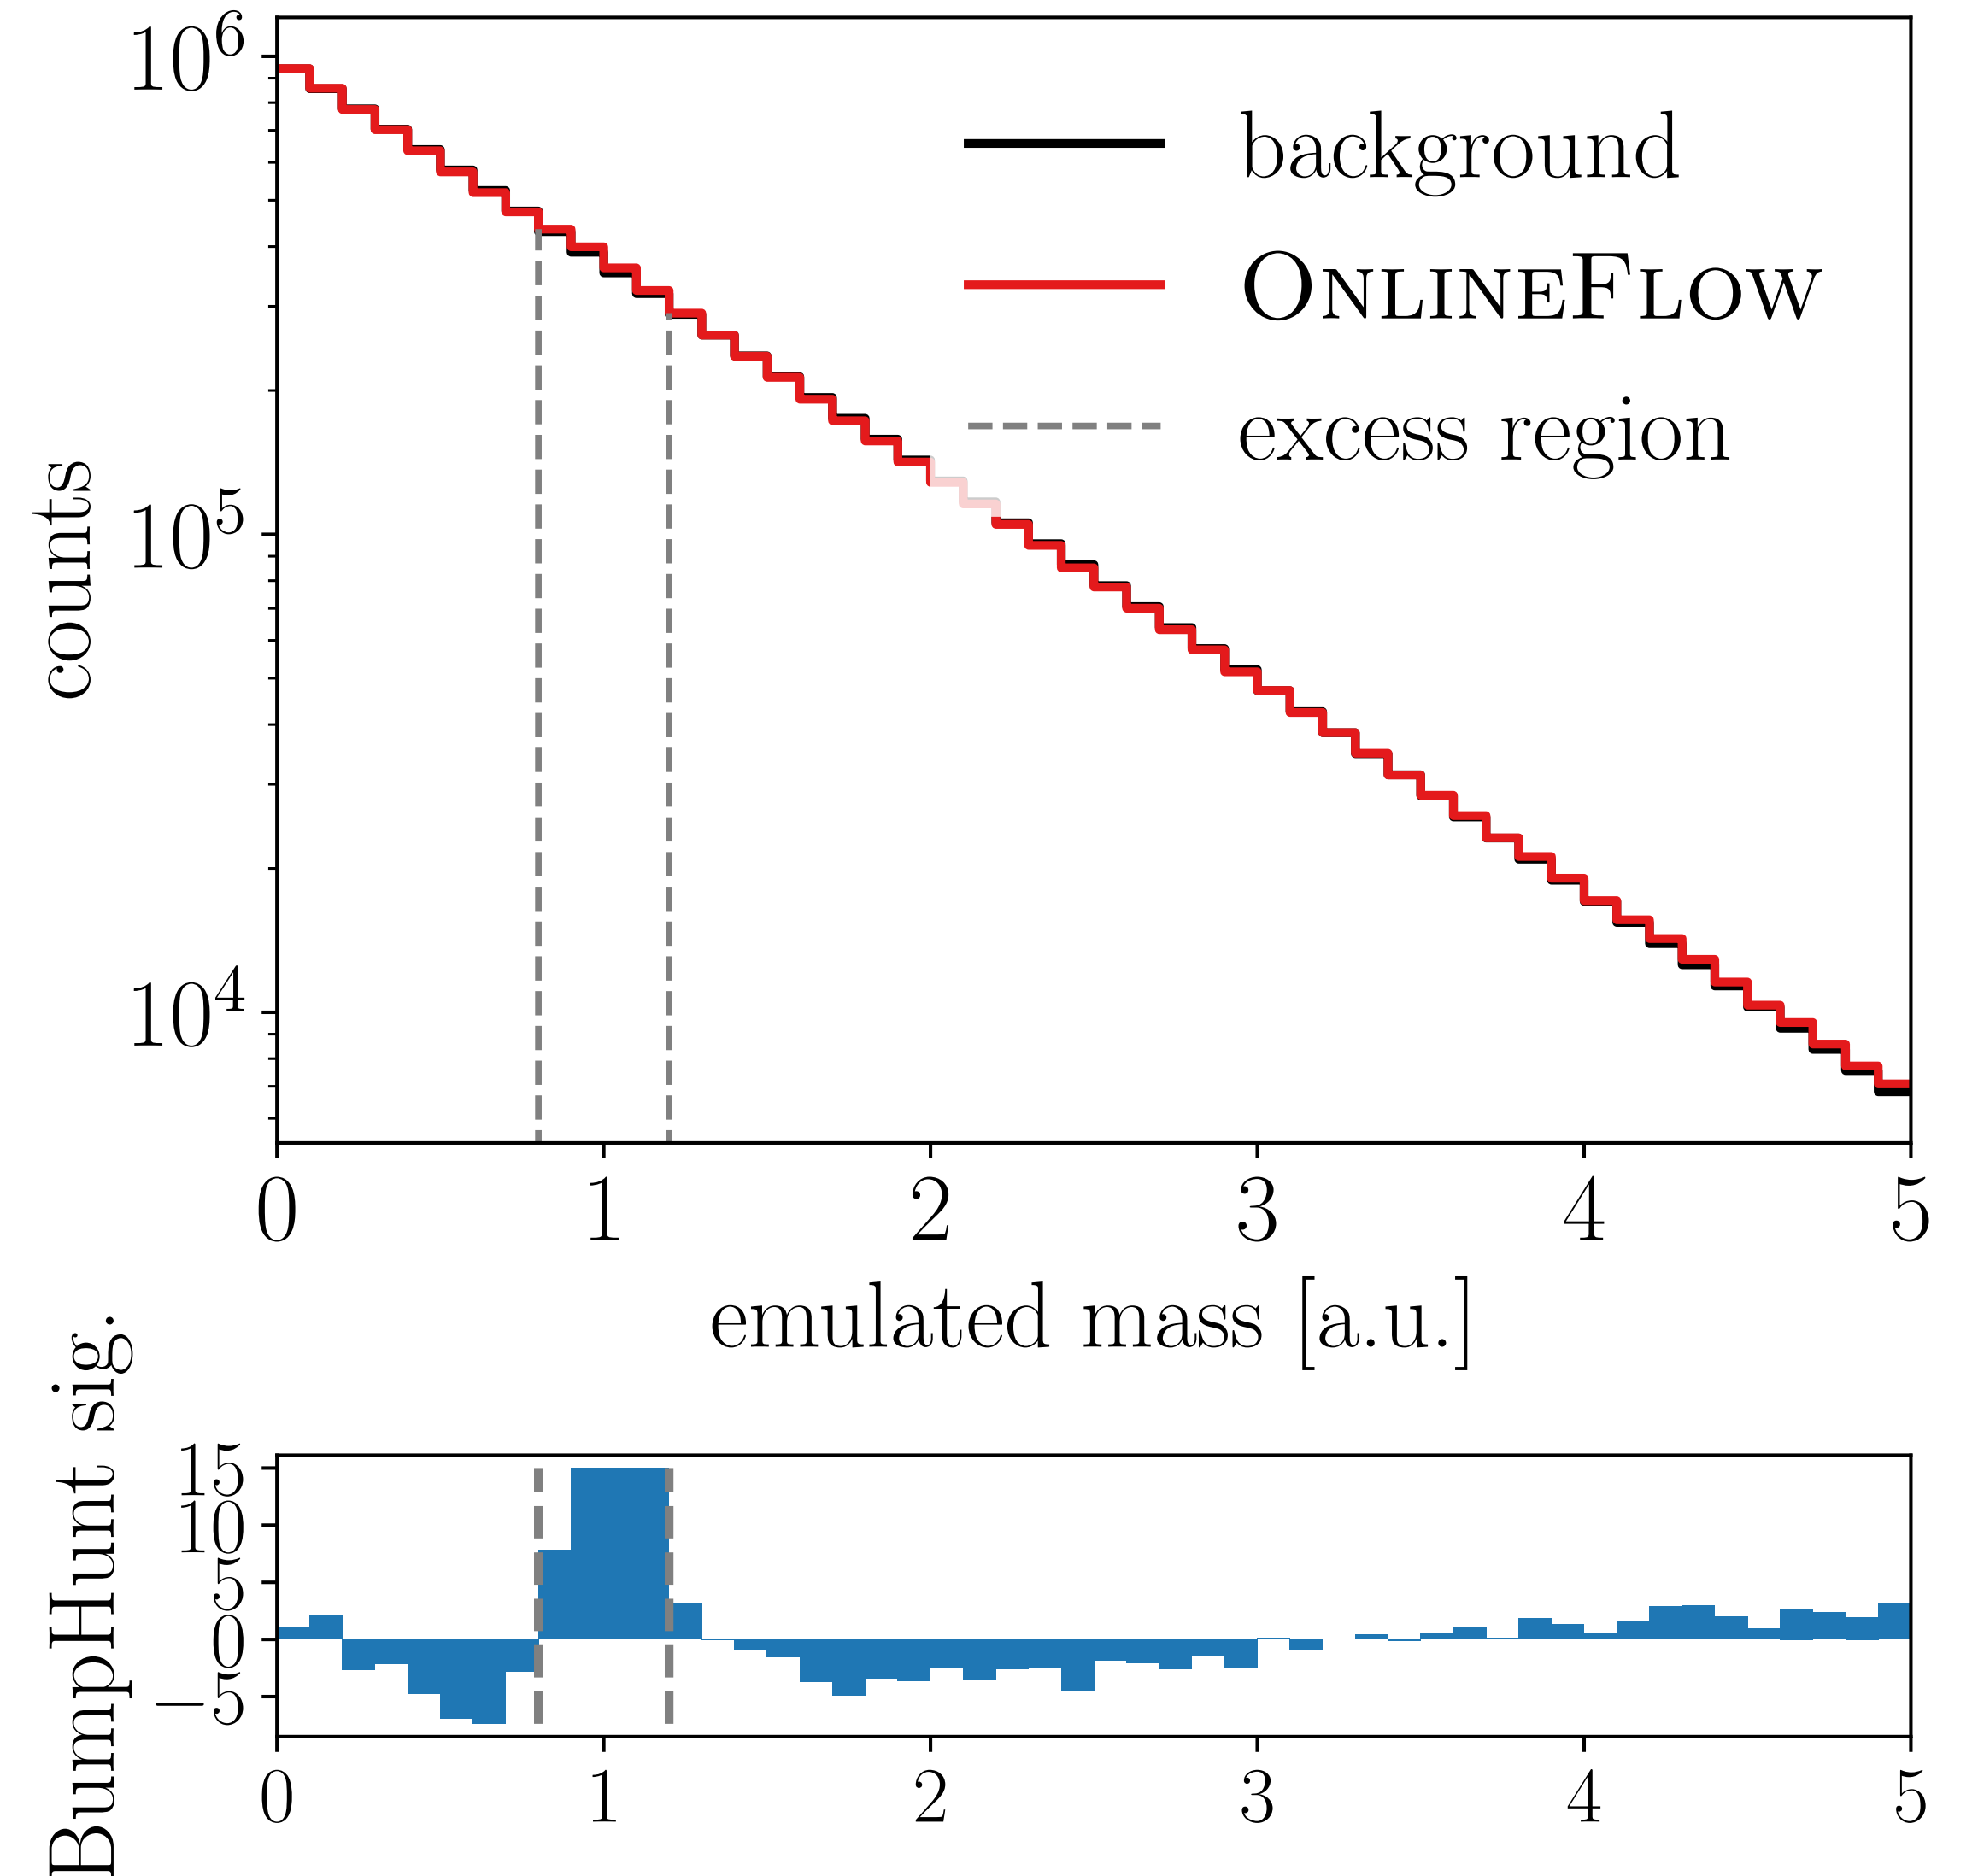 10^6
10^5
10^4
counts
background
OnlineFlow
excess region
0 1 2 3 4 5
emulated mass [a.u.]
BumpHunt sig.
15
10
5
0
−5
0 1 2 3 4 5